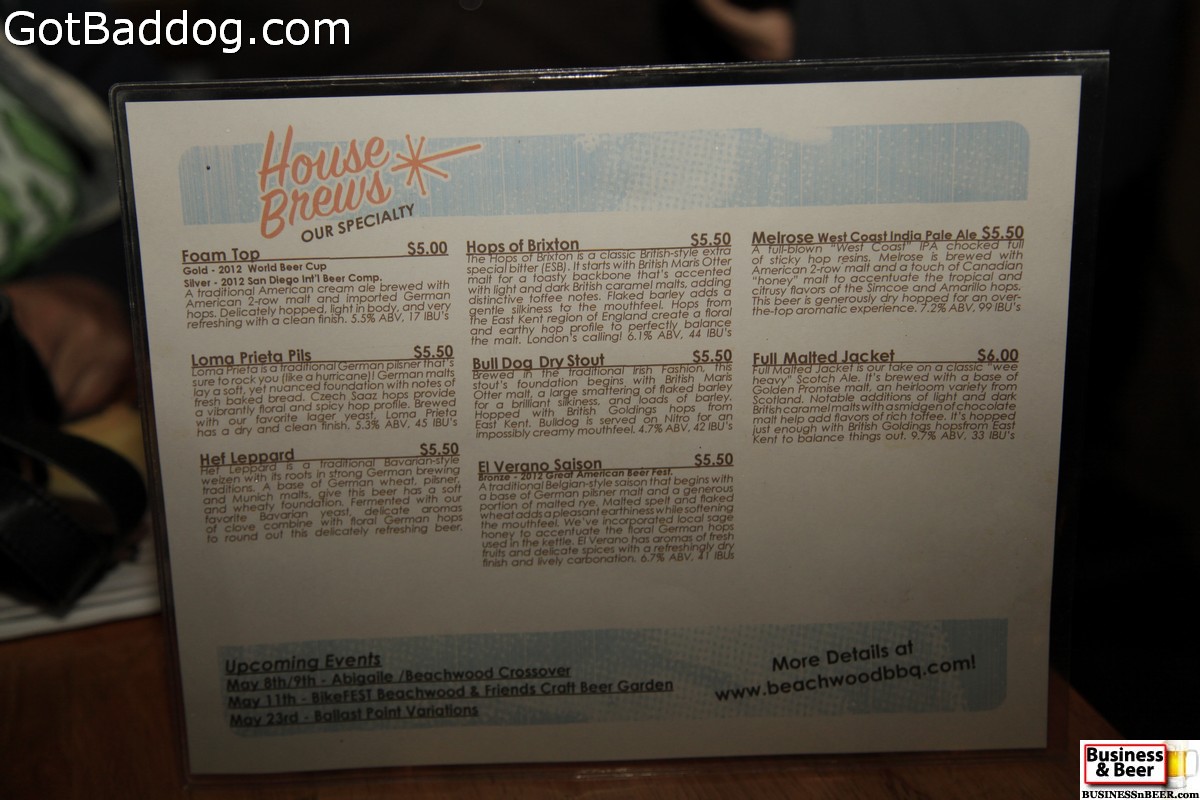 GotBaddog.com
House
Brews
OUR SPECIALTY
Foam Top $5.00
Gold - 2012 World Beer Cup
Silver - 2012 San Diego Int'l Beer Comp.
A traditional American cream ale brewed with
American 2-row malt and imported German
hops. Delicately hopped, light in body, and very
refreshing with a clean finish. 5.5% ABV, 17 IBU's
Loma Prieta Pils $5.50
Loma Prieta is a traditional German pilsner that's
sure to rock you (like a hurricane)! German malts
lay a soft, yet nuanced foundation with notes of
fresh baked bread. Czech Saaz hops provide
a vibrantly floral and spicy hop profile. Brewed
with our favorite lager yeast, Loma Prieta
has a dry and clean finish. 5.3% ABV, 45 IBU's
Hef Leppard $5.50
Hef Leppard is a traditional Bavarian-style
weizen with its roots in strong German brewing
traditions. A base of German wheat, pilsner,
and Munich malts, give this beer has a soft
and wheaty foundation. Fermented with our
favorite Bavarian yeast, delicate aromas
of clove combine with floral German hops
to round out this delicately refreshing beer.
Hops of Brixton $5.50
The Hops of Brixton is a classic British-style extra
special bitter (ESB). It starts with British Maris Otter
malt for a tasty backbone that's accented
with light and dark British caramel malts, adding
distinctive toffee notes. Flaked barley adds a
gentle silkiness to the mouthfeel. Hops from
the East Kent region of England create a floral
and earthy hop profile to perfectly balance
the malt. London's calling! 6.1% ABV, 44 IBU's
Bull Dog Dry Stout $5.50
Brewed in the traditional Irish Fashion, this
stout's foundation begins with British Maris
Otter malt, a large smattering of flaked barley
for a brilliant silkiness, and loads of barley.
Hopped with British Goldings hops from
East Kent. Bulldog is served on Nitro for an
impossibly creamy mouthfeel. 4.7% ABV, 42 IBU's
El Verano Saison $5.50
Bronze - 2012 Great American Beer Fest.
A traditional Belgian-style saison that begins with
a base of German pilsner malt and a generous
portion of malted rye. Malted spelt and flaked
wheat adds a pleasant earthiness while softening
the mouthfeel. We've incorporated local sage
honey to accentuate the floral German hops
used in the kettle. El Verano has aromas of fresh
fruits and delicate spices with a refreshingly dry
finish and lively carbonation. 6.7% ABV, 41 IBUs
Melrose West Coast India Pale Ale $5.50
A full-blown "West Coast" IPA chocked full
of sticky hop resins, Melrose is brewed with
American 2-row malt and a touch of Canadian
"honey" malt to accentuate the tropical and
citrusy flavors of the Simcoe and Amarillo hops.
This beer is generously dry hopped for an over-
the-top aromatic experience. 7.2% ABV, 99 IBU's
Full Malted Jacket $6.00
Full Malted Jacket is our take on a classic "wee
heavy" Scotch Ale. It's brewed with a base of
Golden Promise malt, an heirloom variety from
Scotland. Notable additions of light and dark
British caramel malts with a smidgen of chocolate
malt help add flavors of rich toffee. It's hopped
just enough with British Goldings hopsfrom East
Kent to balance things out. 9.7% ABV, 33 IBU's
Upcoming Events
May 8th/9th - Abigaile /Beachwood Crossover
May 11th - BikeFEST Beachwood & Friends Craft Beer Garden
May 23rd - Ballast Point Variations
More Details at
www.beachwoodbbq.com!
Business
& Beer
BUSINESSnBEER.com